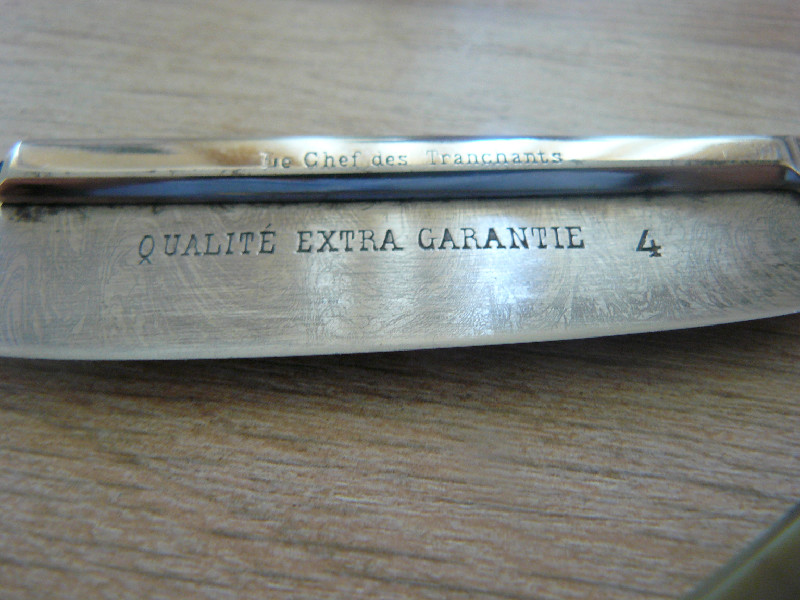 Le Chef des Tranchants
QUALITÉ EXTRA GARANTIE 4